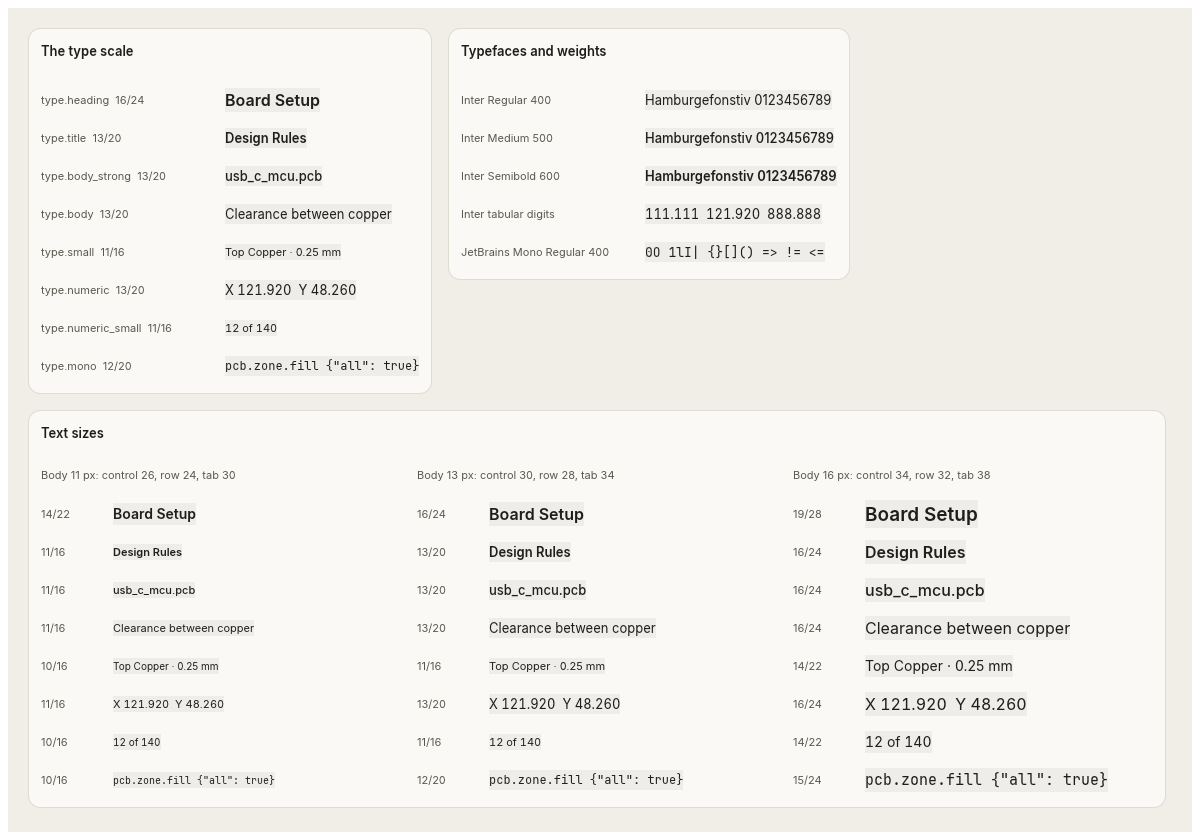 The type scale
type.heading  16/24  Board Setup
type.title  13/20  Design Rules
type.body_strong  13/20  usb_c_mcu.pcb
type.body  13/20  Clearance between copper
type.small  11/16  Top Copper · 0.25 mm
type.numeric  13/20  X 121.920  Y 48.260
type.numeric_small  11/16  12 of 140
type.mono  12/20  pcb.zone.fill {"all": true}
Typefaces and weights
Inter Regular 400  Hamburgefonstiv 0123456789
Inter Medium 500  Hamburgefonstiv 0123456789
Inter Semibold 600  Hamburgefonstiv 0123456789
Inter tabular digits  111.111  121.920  888.888
JetBrains Mono Regular 400  0O 1lI| {}[]() => != <=
Text sizes
Body 11 px: control 26, row 24, tab 30
14/22  Board Setup
11/16  Design Rules
11/16  usb_c_mcu.pcb
11/16  Clearance between copper
10/16  Top Copper · 0.25 mm
11/16  X 121.920  Y 48.260
10/16  12 of 140
10/16  pcb.zone.fill {"all": true}
Body 13 px: control 30, row 28, tab 34
16/24  Board Setup
13/20  Design Rules
13/20  usb_c_mcu.pcb
13/20  Clearance between copper
11/16  Top Copper · 0.25 mm
13/20  X 121.920  Y 48.260
11/16  12 of 140
12/20  pcb.zone.fill {"all": true}
Body 16 px: control 34, row 32, tab 38
19/28  Board Setup
16/24  Design Rules
16/24  usb_c_mcu.pcb
16/24  Clearance between copper
14/22  Top Copper · 0.25 mm
16/24  X 121.920  Y 48.260
14/22  12 of 140
15/24  pcb.zone.fill {"all": true}